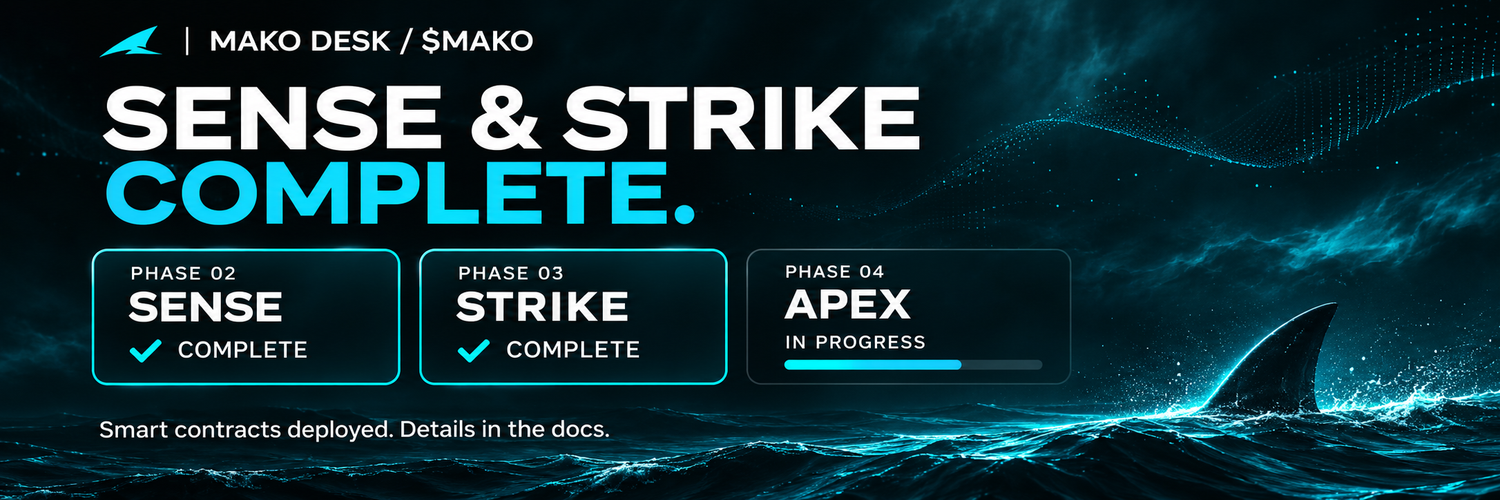 | MAKO DESK / $MAKO
SENSE & STRIKE
COMPLETE.
PHASE 02
SENSE
COMPLETE
PHASE 03
STRIKE
COMPLETE
PHASE 04
APEX
IN PROGRESS
Smart contracts deployed. Details in the docs.